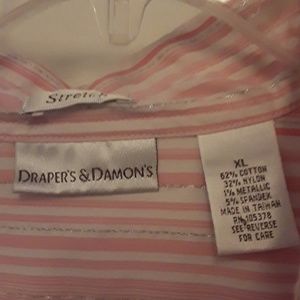 Stretch
DRAPER'S & DAMON'S
XL
62% COTTON
32% NYLON
1% METALLIC
5% SPANDEX
MADE IN TAIWAN
RN 105378
SEE REVERSE
FOR CARE